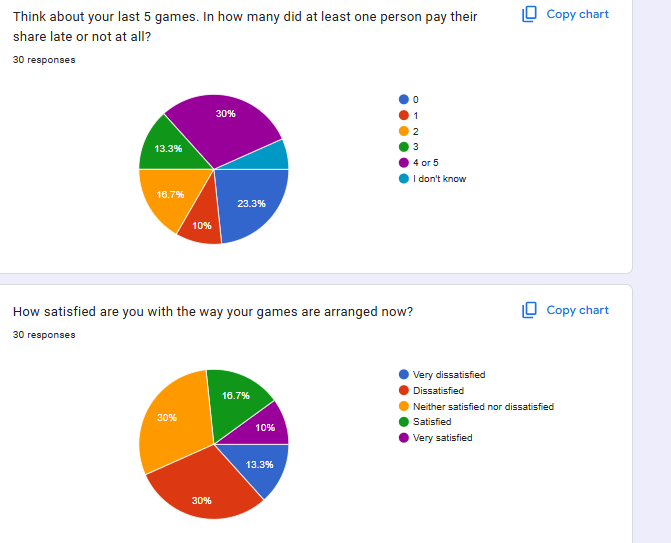 Think about your last 5 games. In how many did at least one person pay their
share late or not at all?
Copy chart
30 responses
30%
13.3%
16.7%
10%
23.3%
0
1
2
3
4 or 5
I don't know
How satisfied are you with the way your games are arranged now?
Copy chart
30 responses
16.7%
30%
10%
13.3%
30%
Very dissatisfied
Dissatisfied
Neither satisfied nor dissatisfied
Satisfied
Very satisfied